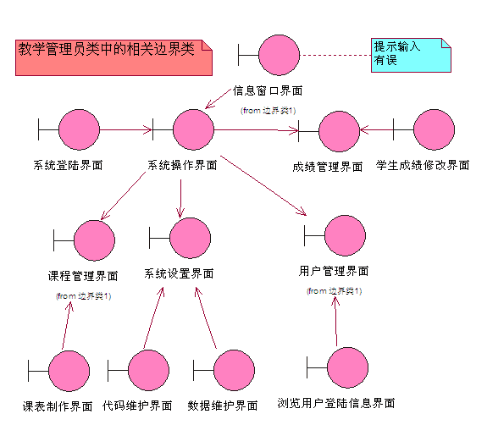 教学管理员类中的相关边界类
提示输入
有误
信息窗口界面
(from 边界类1)
系统登陆界面
系统操作界面
成绩管理界面
学生成绩修改界面
课程管理界面
(from 边界类1)
系统设置界面
用户管理界面
(from 边界类1)
课表制作界面
代码维护界面
数据维护界面
浏览用户登陆信息界面